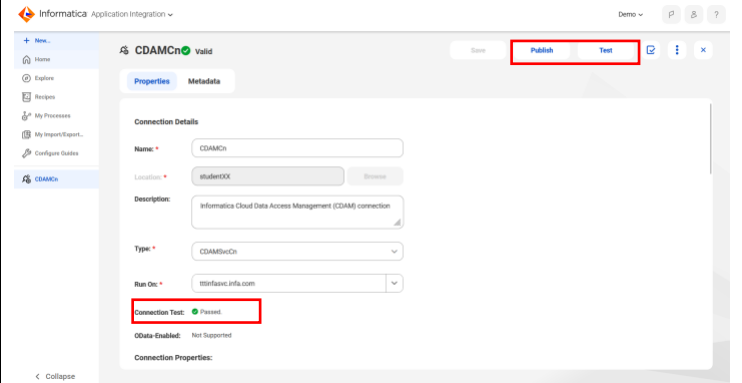 Informatica Application Integration
Demo
?
+ New...
Home
Explore
Recipes
My Processes
My Import/Export...
Configure Guides
CDAMCn
Collapse
CDAMCn Valid
Save Publish Test
Properties Metadata
Connection Details
Name: * CDAMCn
Location: * studentXX Browse
Description: Informatica Cloud Data Access Management (CDAM) connection
Type: * CDAMSvcCn
Run On: * tttinfasvc.infa.com
Connection Test: Passed.
OData-Enabled: Not Supported
Connection Properties: